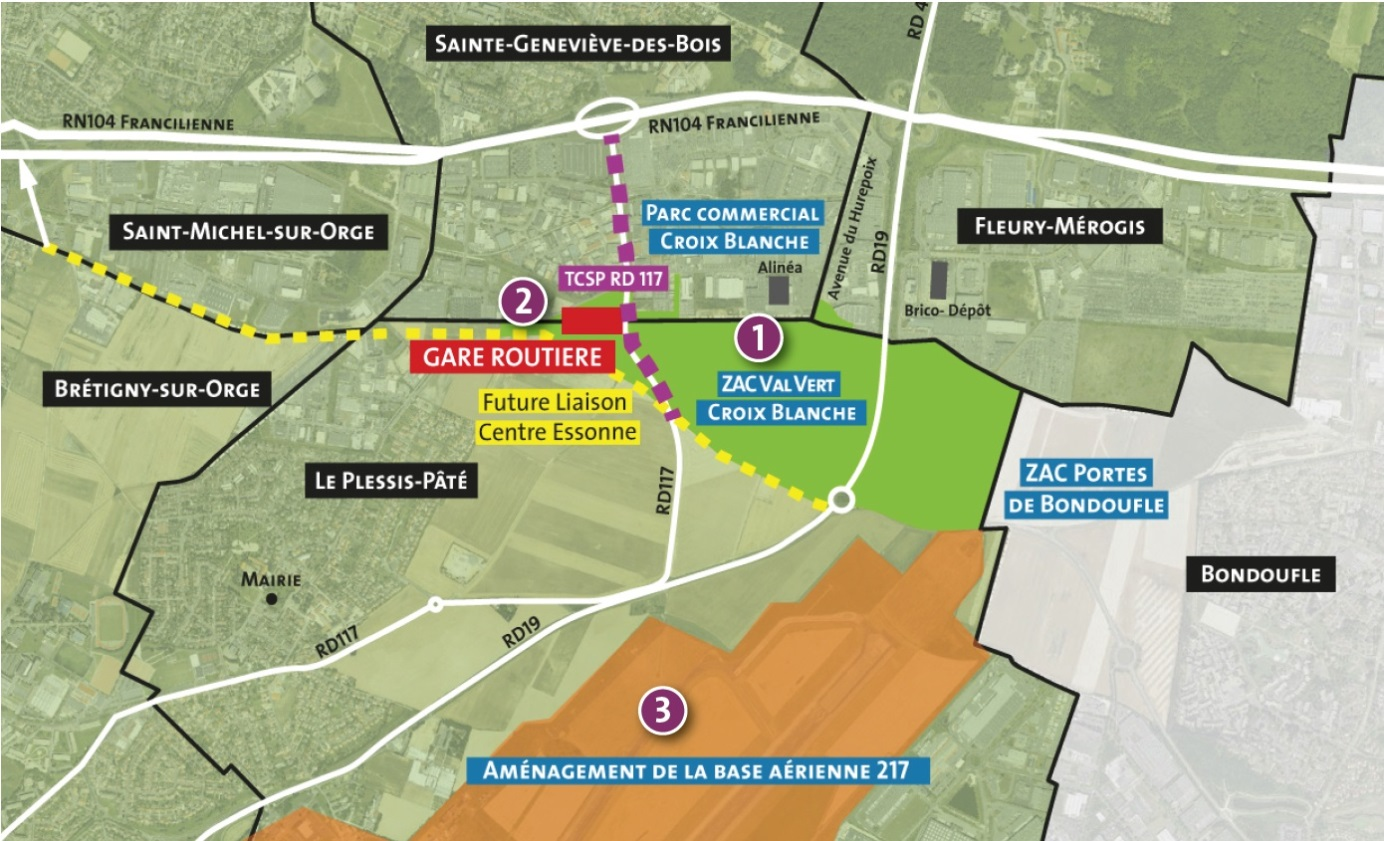 SAINTE-GENEVIÈVE-DES-BOIS
RD 4
RN104 FRANCILIENNE
RN104 FRANCILIENNE
SAINT-MICHEL-SUR-ORGE
PARC COMMERCIAL
CROIX BLANCHE
Avenue du Hurepoix
RD19
FLEURY-MÉROGIS
TCSP RD 117
Alinéa
Brico- Dépôt
2
1
GARE ROUTIERE
BRÉTIGNY-SUR-ORGE
Future Liaison
Centre Essonne
ZAC VAL VERT
CROIX BLANCHE
LE PLESSIS-PÂTÉ
RD117
ZAC PORTES
DE BONDOUFLE
BONDOUFLE
MAIRIE
RD117
RD19
3
AMÉNAGEMENT DE LA BASE AÉRIENNE 217